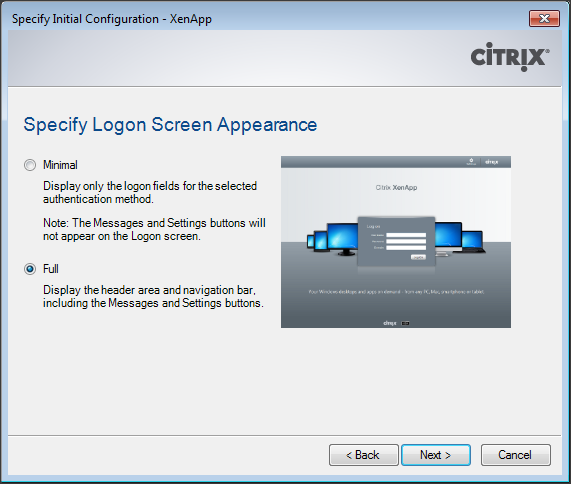 Specify Initial Configuration - XenApp
CİTRIX
Specify Logon Screen Appearance
Minimal
Display only the logon fields for the selected
authentication method.
Note: The Messages and Settings buttons will
not appear on the Logon screen.
Full
Display the header area and navigation bar,
including the Messages and Settings buttons.
citrix
Citrix XenApp
Log on
Your Windows desktops and apps on demand - from any PC, Mac, smartphone or tablet.
citrix
< Back
Next >
Cancel